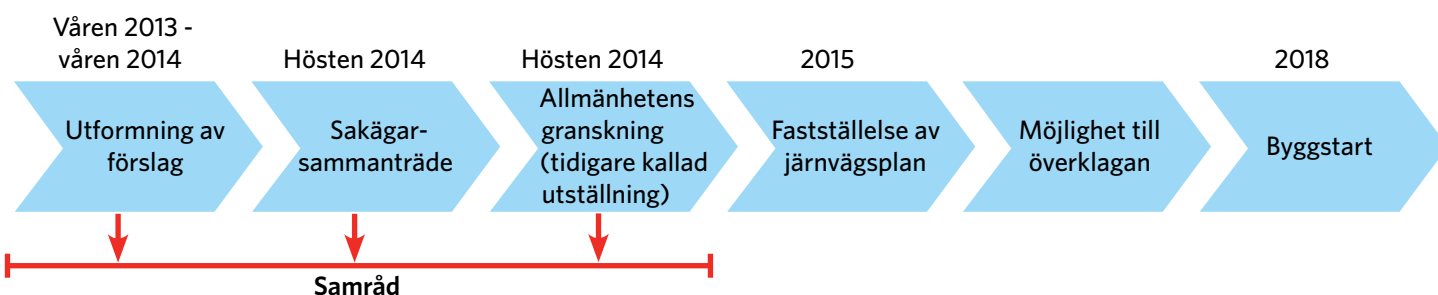 Våren 2013 -
våren 2014
Hösten 2014
Hösten 2014
2015
2018
Utformning av
förslag
Sakägar-
sammanträde
Allmänhetens
granskning
(tidigare kallad
utställning)
Fastställelse av
järnvägsplan
Möjlighet till
överklagan
Byggstart
Samråd